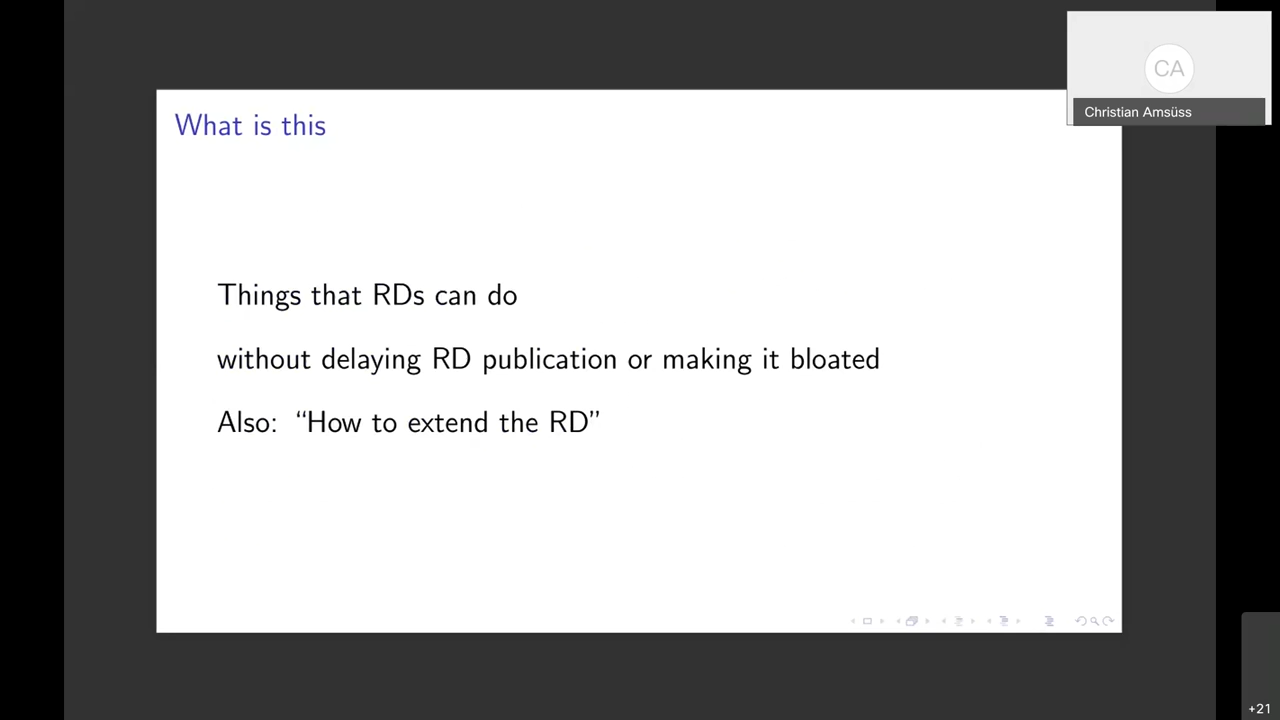 CA
Christian Amsüss
What is this
Things that RDs can do
without delaying RD publication or making it bloated
Also: “How to extend the RD”
+21